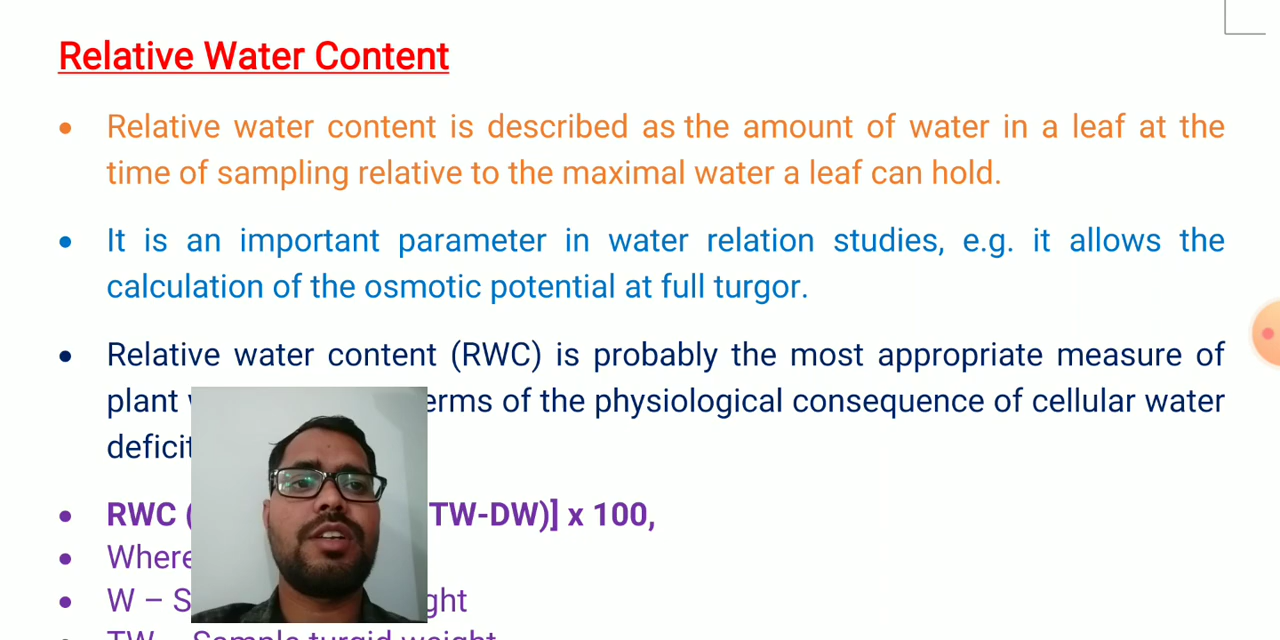 Relative Water Content
• Relative water content is described as the amount of water in a leaf at the
time of sampling relative to the maximal water a leaf can hold.
• It is an important parameter in water relation studies, e.g. it allows the
calculation of the osmotic potential at full turgor.
• Relative water content (RWC) is probably the most appropriate measure of
plant of the physiological consequence of cellular water
deficit
• RWC ( TW-DW)] x 100,
• Where
• W – S
• TW – Sample turgid weight